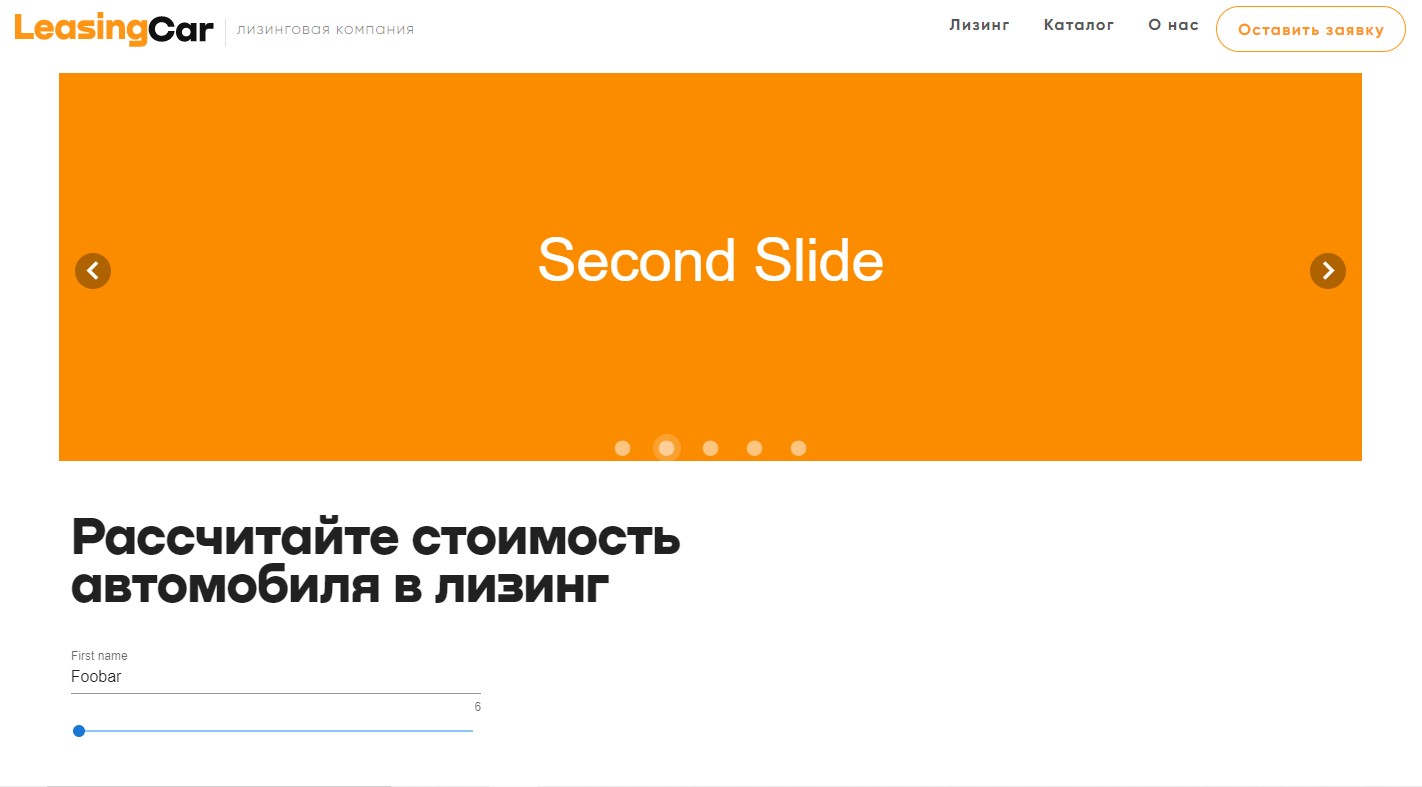 LeasingCar лизинговая компания Лизинг Каталог О нас Оставить заявку
Second Slide
Рассчитайте стоимость
автомобиля в лизинг
First name
Foobar
6